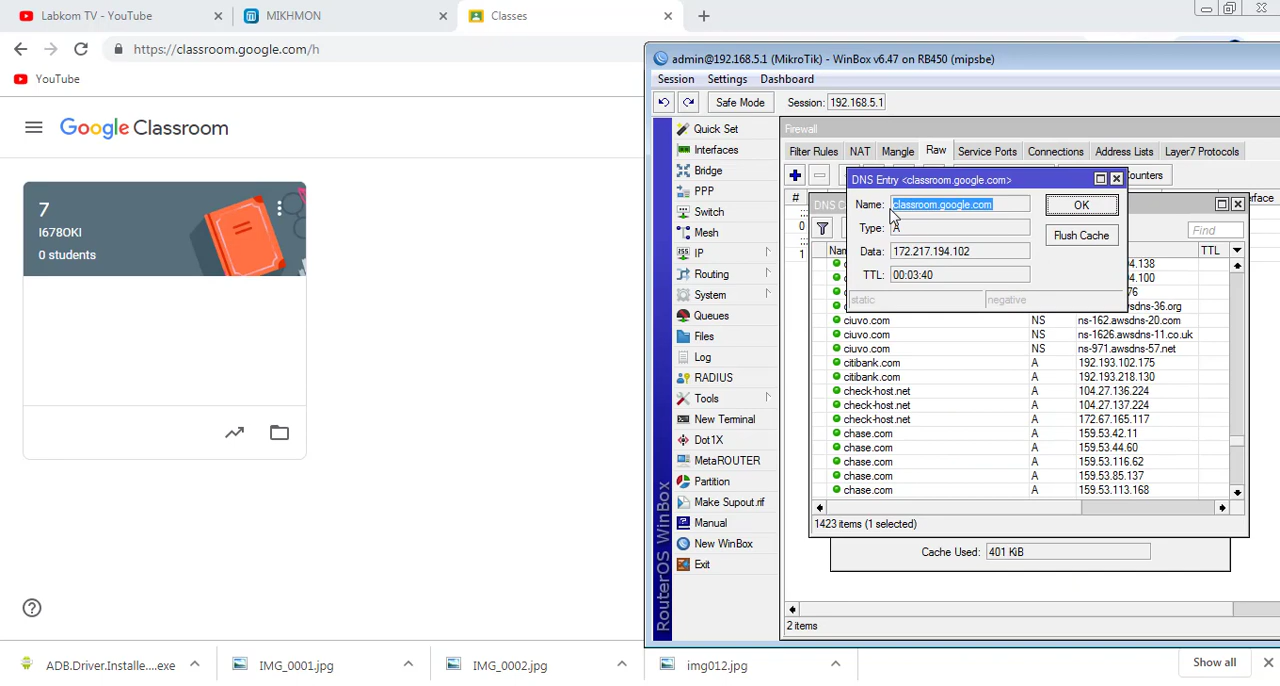 Labkom TV - YouTube
MIKHMON
Classes
https://classroom.google.com/h
YouTube
Google Classroom
7
I678OKI
0 students
admin@192.168.5.1 (MikroTik) - WinBox v6.47 on RB450 (mipsbe)
Session Settings Dashboard
Safe Mode Session: 192.168.5.1
Quick Set
Interfaces
Bridge
PPP
Switch
Mesh
IP
Routing
System
Queues
Files
Log
RADIUS
Tools
New Terminal
Dot1X
MetaROUTER
Partition
Make Supout.rif
Manual
New WinBox
Exit
RouterOS WinBox
Firewall
Filter Rules NAT Mangle Raw Service Ports Connections Address Lists Layer7 Protocols
#
0
1
DNS Entry <classroom.google.com>
Name: classroom.google.com
Type: A
Data: 172.217.194.102
TTL: 00:03:40
static negative
OK
Flush Cache
Find
TTL
ciuvo.com NS ns-162.awsdns-20.com
ciuvo.com NS ns-1626.awsdns-11.co.uk
ciuvo.com NS ns-971.awsdns-57.net
citibank.com A 192.193.102.175
citibank.com A 192.193.218.130
check-host.net A 104.27.136.224
check-host.net A 104.27.137.224
check-host.net A 172.67.165.117
chase.com A 159.53.42.11
chase.com A 159.53.44.60
chase.com A 159.53.116.62
chase.com A 159.53.85.137
chase.com A 159.53.113.168
1423 items (1 selected)
Cache Used: 401 KiB
2 items
ADB.Driver.Installe....exe
IMG_0001.jpg
IMG_0002.jpg
img012.jpg
Show all